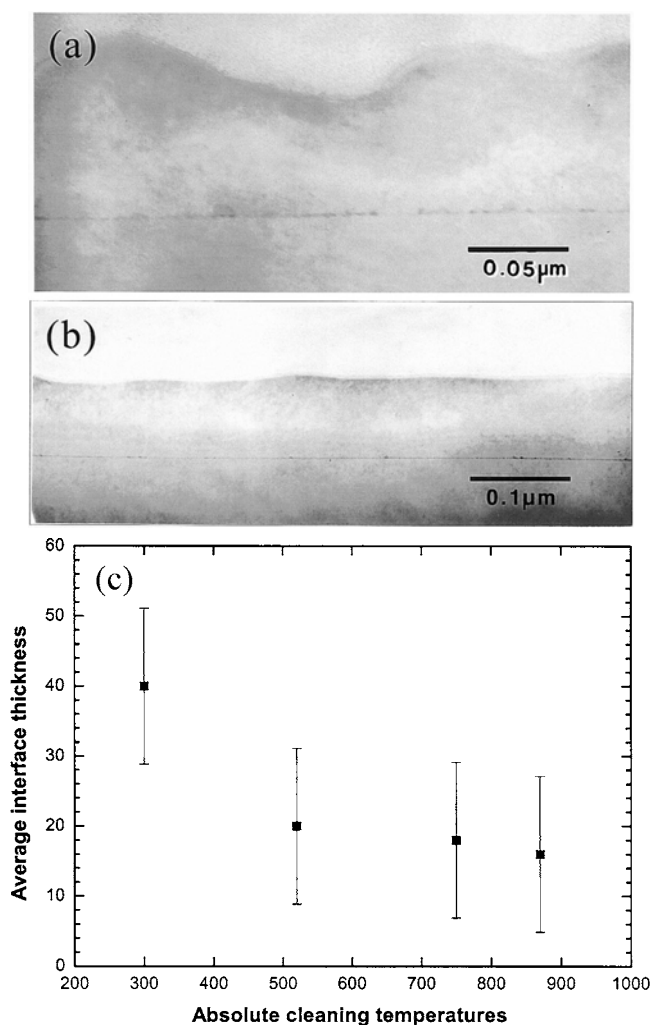 (a)
0.05µm
(b)
0.1µm
(c)
60
50
40
30
20
10
0
Average interface thickness
200 300 400 500 600 700 800 900 1000
Absolute cleaning temperatures